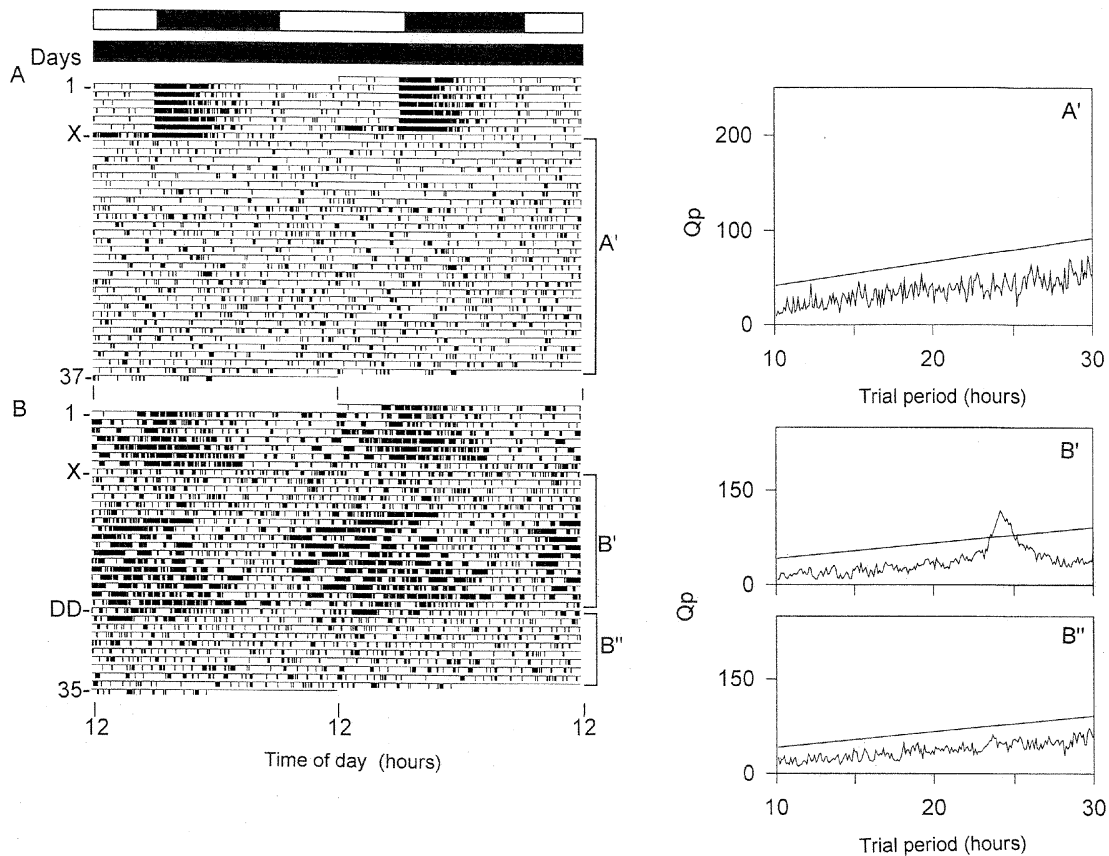 Days
A
1 -
X-
A'
37-
B
1 -
X-
B'
DD-
B"
35-
12
12
12
Time of day (hours)
A'
200
100
0
Qp
10
20
30
Trial period (hours)
B'
150
0
Qp
B"
150
0
10
20
30
Trial period (hours)